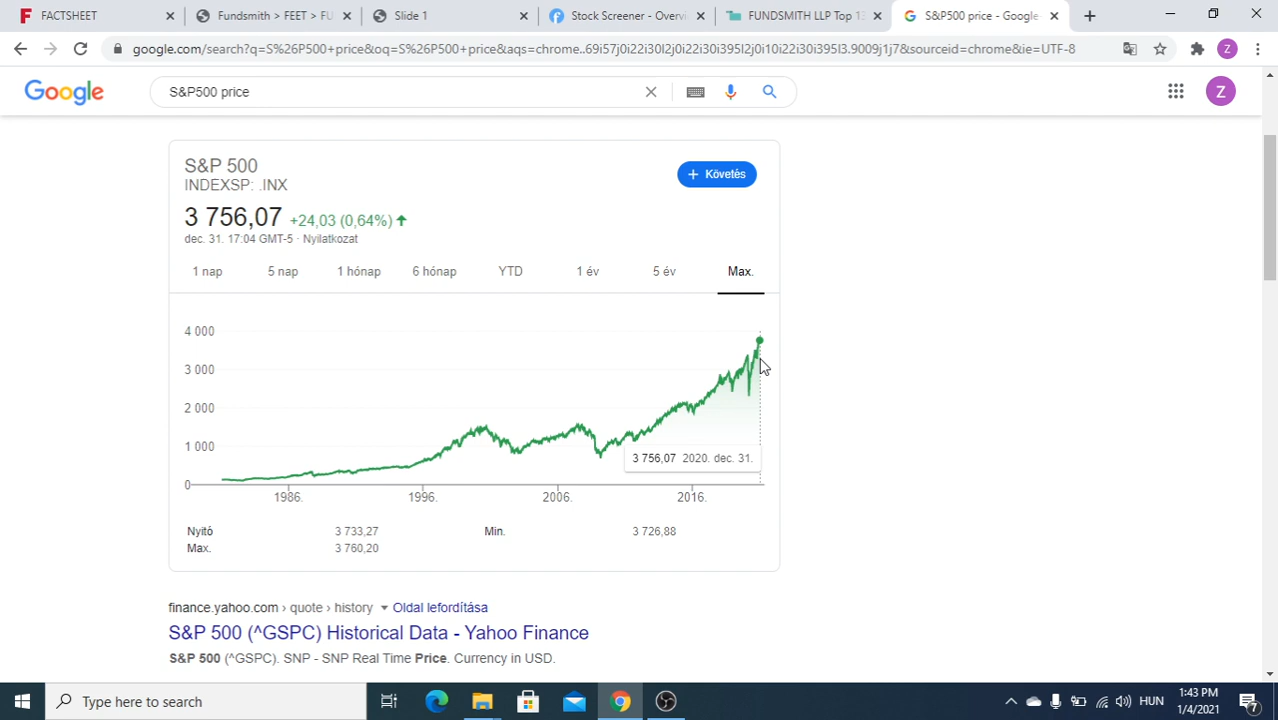 FACTSHEET
Fundsmith > FEET > FU
Slide 1
Stock Screener - Overvi
FUNDSMITH LLP Top 13
S&P500 price - Google
google.com/search?q=S%26P500+price&oq=S%26P500+price&aqs=chrome..69i57j0i22i30l2j0i22i30i395l2j0i10i22i30i395l3.9009j1j7&sourceid=chrome&ie=UTF-8
Z
Google
S&P500 price
Z
S&P 500
INDEXSP: .INX
+ Követés
3 756,07 +24,03 (0,64%)
dec. 31. 17:04 GMT-5 · Nyilatkozat
1 nap 5 nap 1 hónap 6 hónap YTD 1 év 5 év Max.
4 000
3 000
2 000
1 000
0
3 756,07 2020. dec. 31.
1986. 1996. 2006. 2016.
Nyitó 3 733,27 Min. 3 726,88
Max. 3 760,20
finance.yahoo.com › quote › history Oldal lefordítása
S&P 500 (^GSPC) Historical Data - Yahoo Finance
S&P 500 (^GSPC). SNP - SNP Real Time Price. Currency in USD.
Type here to search
HUN
1:43 PM
1/4/2021
7